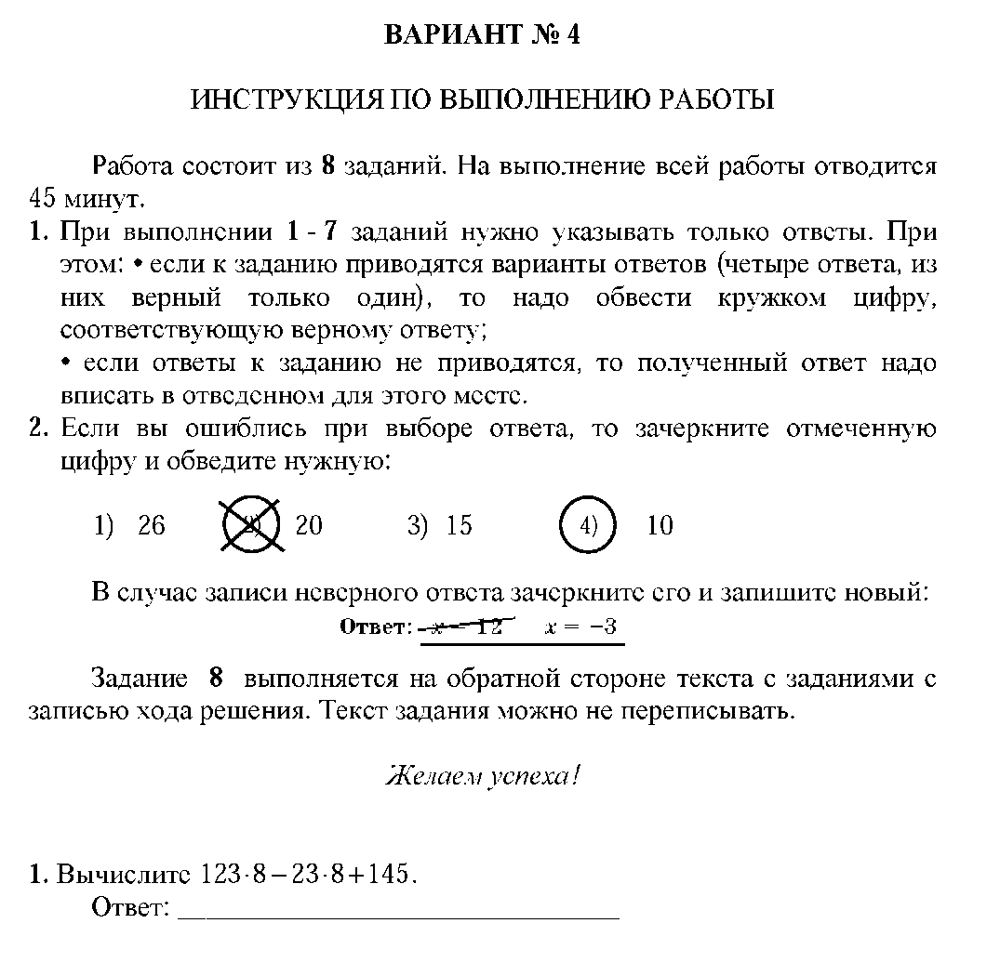 ВАРИАНТ № 4
ИНСТРУКЦИЯ ПО ВЫПОЛНЕНИЮ РАБОТЫ
Работа состоит из 8 заданий. На выполнение всей работы отводится
45 минут.
1. При выполнении 1 - 7 заданий нужно указывать только ответы. При
этом: • если к заданию приводятся варианты ответов (четыре ответа, из
них верный только один), то надо обвести кружком цифру,
соответствующую верному ответу;
• если ответы к заданию не приводятся, то полученный ответ надо
вписать в отведенном для этого месте.
2. Если вы ошиблись при выборе ответа, то зачеркните отмеченную
цифру и обведите нужную:
1) 26 2) 20 3) 15 4) 10
В случае записи неверного ответа зачеркните его и запишите новый:
Ответ: x = 12 x = −3
Задание 8 выполняется на обратной стороне текста с заданиями с
записью хода решения. Текст задания можно не переписывать.
Желаем успеха!
1. Вычислите 123·8−23·8+145.
Ответ: ______________________________